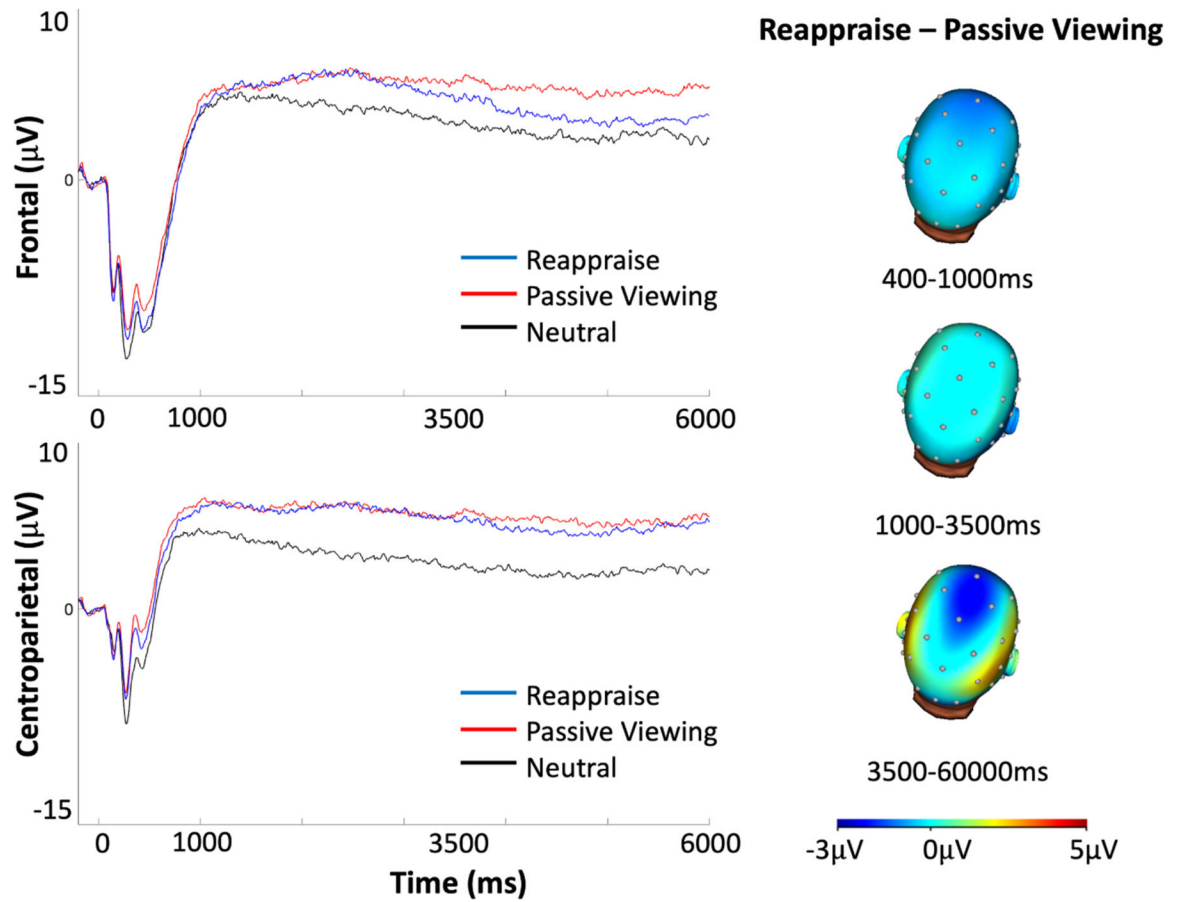 10
Frontal (µV)
0
-15
Reappraise
Passive Viewing
Neutral
0 1000 3500 6000
10
Centroparietal (µV)
0
-15
Reappraise
Passive Viewing
Neutral
0 1000 3500 6000
Time (ms)
Reappraise – Passive Viewing
400-1000ms
1000-3500ms
3500-60000ms
-3µV 0µV 5µV